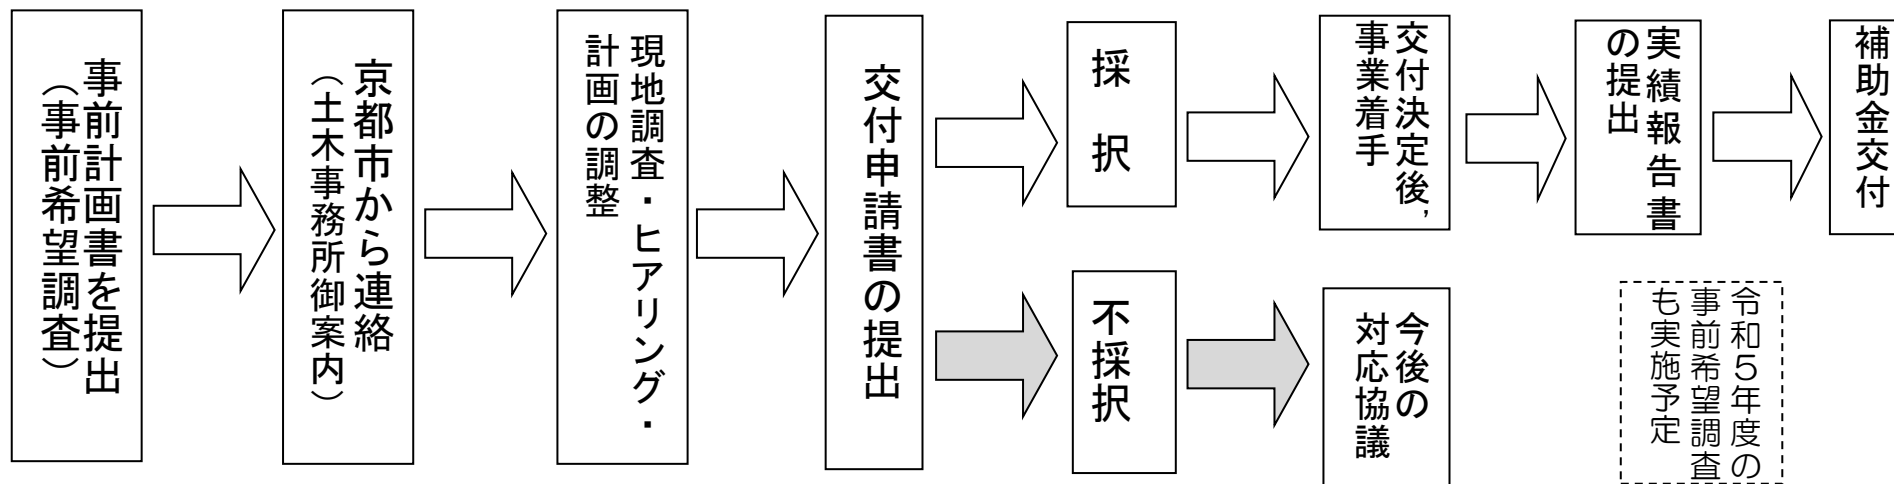 事前計画書を提出
（事前希望調査）
京都市から連絡
（土木事務所御案内）
現地調査・ヒアリング・
計画の調整
交付申請書の提出
採択
交付決定後，
事業着手
実績報告書
の提出
補助金交付
不採択
今後の
対応協議
令和５年度の
事前希望調査
も実施予定